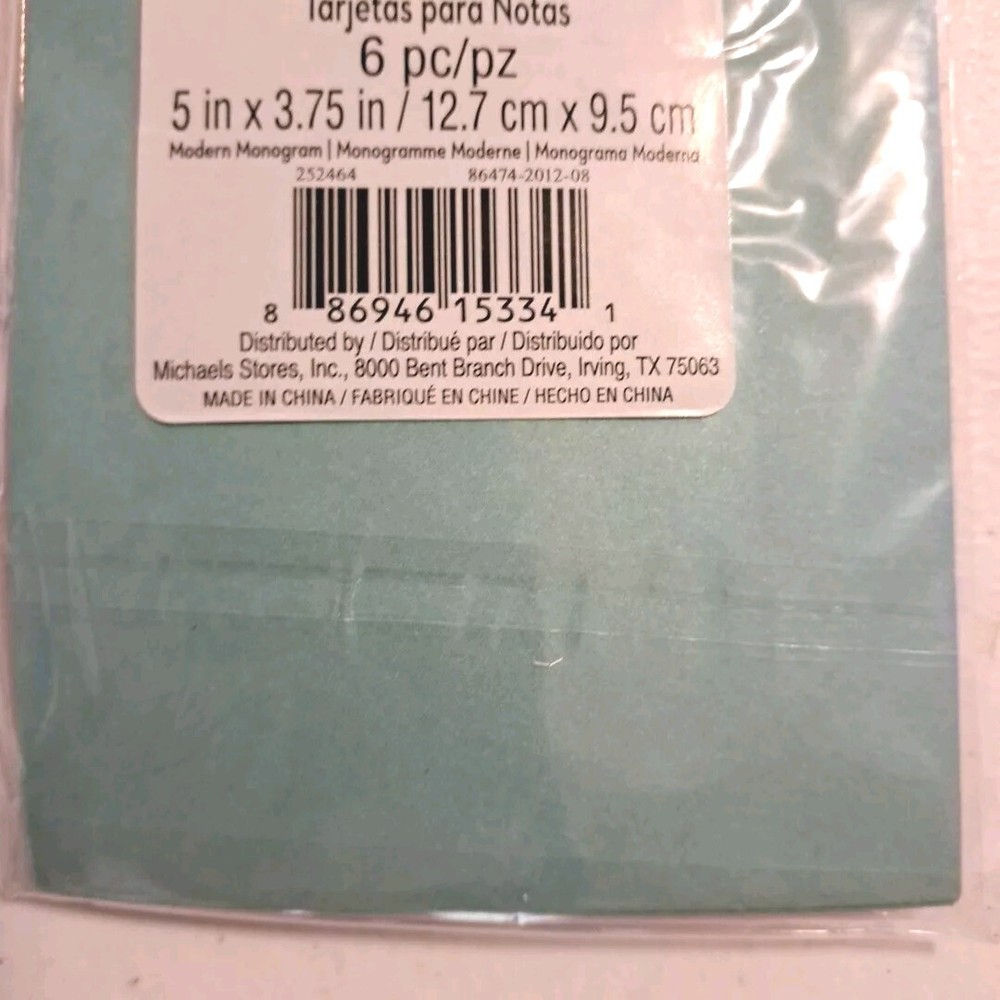 Tarjetas para Notas
6 pc/pz
5 in x 3.75 in / 12.7 cm x 9.5 cm
Modern Monogram | Monogramme Moderne | Monograma Moderna
252464 86474-2012-08
8 86946 15334 1
Distributed by / Distribué par / Distribuido por
Michaels Stores, Inc., 8000 Bent Branch Drive, Irving, TX 75063
MADE IN CHINA / FABRIQUÉ EN CHINE / HECHO EN CHINA